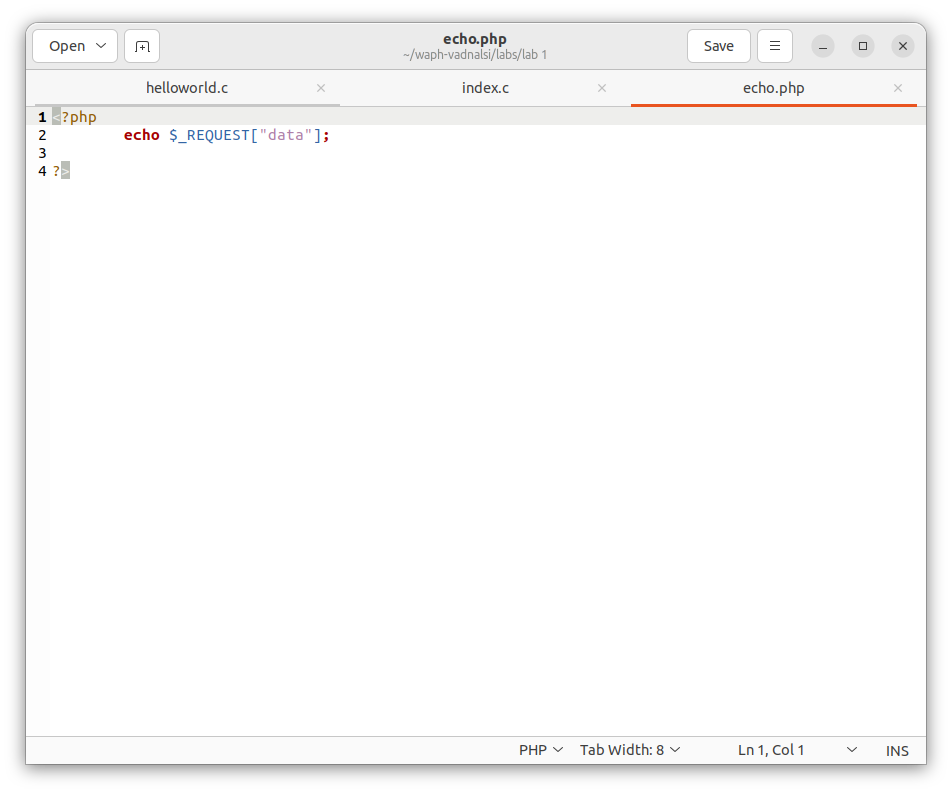 Open
echo.php
~/waph-vadnalsi/labs/lab 1
Save
helloworld.c
index.c
echo.php
1 <?php
2 echo $_REQUEST["data"];
3
4 ?>
PHP
Tab Width: 8
Ln 1, Col 1
INS